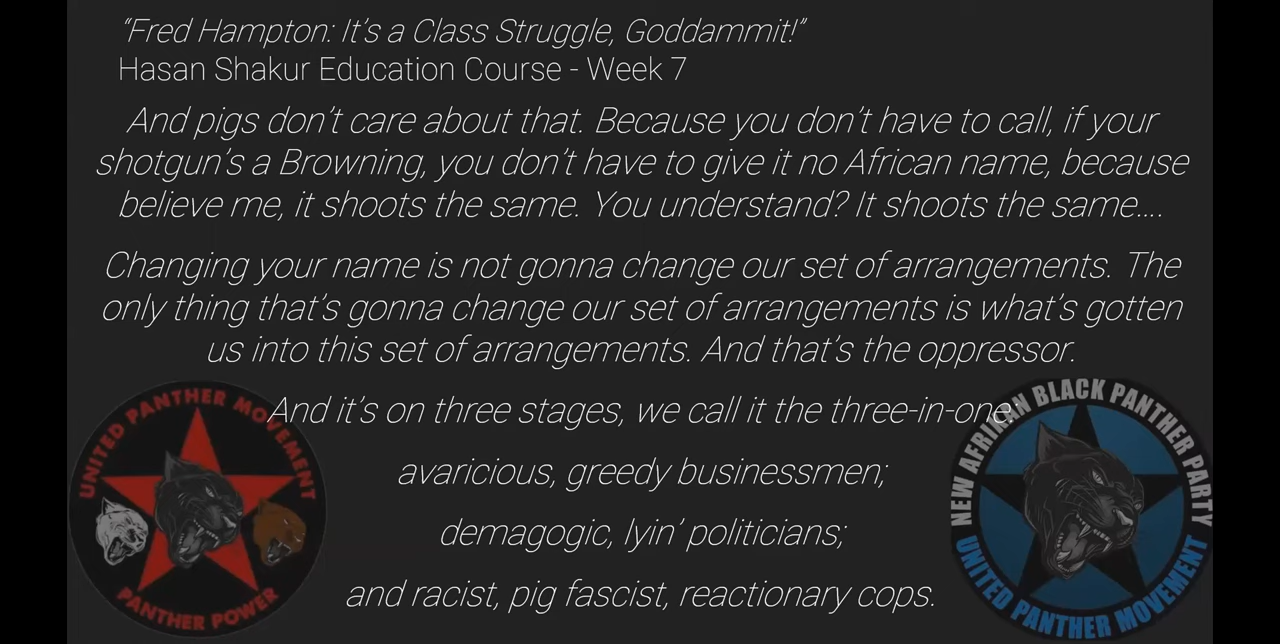 “Fred Hampton: It’s a Class Struggle, Goddammit!”
Hasan Shakur Education Course - Week 7
And pigs don’t care about that. Because you don’t have to call, if your
shotgun’s a Browning, you don’t have to give it no African name, because
believe me, it shoots the same. You understand? It shoots the same….
Changing your name is not gonna change our set of arrangements. The
only thing that’s gonna change our set of arrangements is what’s gotten
us into this set of arrangements. And that’s the oppressor.
And it’s on three stages, we call it the three-in-one:
avaricious, greedy businessmen;
demagogic, lyin’ politicians;
and racist, pig fascist, reactionary cops.
UNITED PANTHER MOVEMENT
PANTHER POWER
NEW AFRIKAN BLACK PANTHER PARTY
UNITED PANTHER MOVEMENT